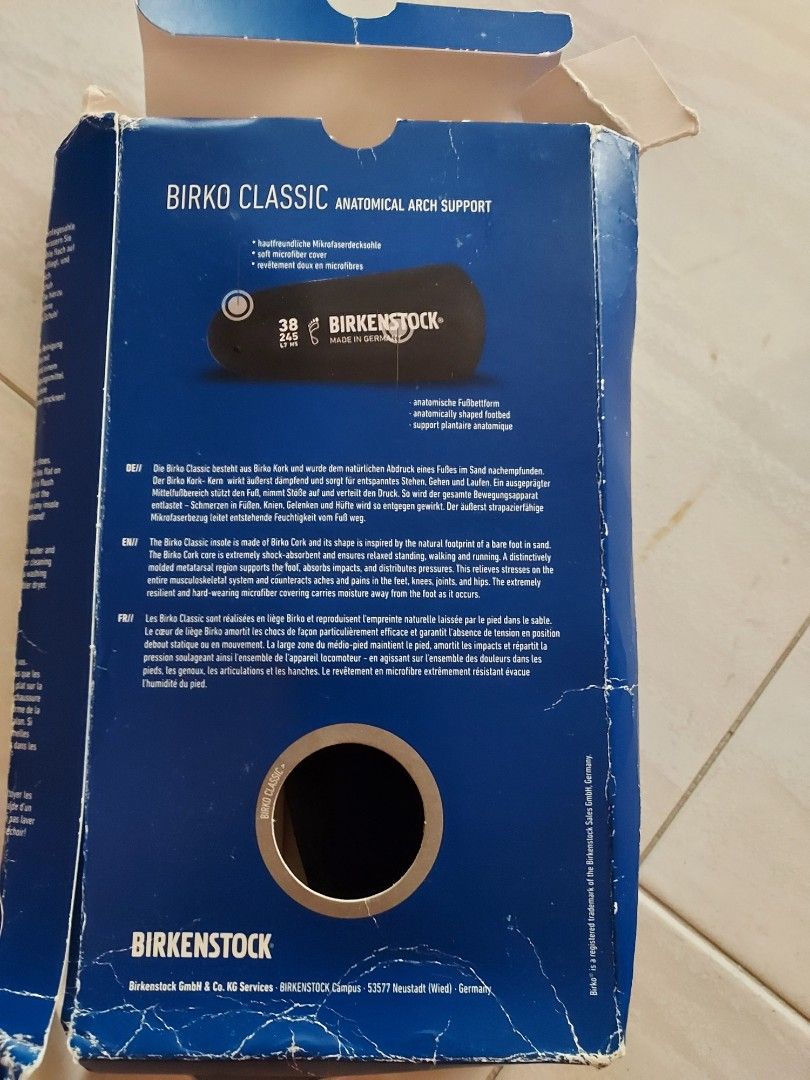 BIRKO CLASSIC ANATOMICAL ARCH SUPPORT
• hautfreundliche Mikrofaserdecksohle
• soft microfiber cover
• revêtement doux en microfibres
38
245
L7 M5
BIRKENSTOCK®
MADE IN GERMANY
· anatomische Fußbettform
· anatomically shaped footbed
· support plantaire anatomique
DE// Die Birko Classic besteht aus Birko Kork und wurde dem natürlichen Abdruck eines Fußes im Sand nachempfunden.
Der Birko Kork- Kern wirkt äußerst dämpfend und sorgt für entspanntes Stehen, Gehen und Laufen. Ein ausgeprägter
Mittelfußbereich stützt den Fuß, nimmt Stöße auf und verteilt den Druck. So wird der gesamte Bewegungsapparat
entlastet – Schmerzen in Füßen, Knien, Gelenken und Hüfte wird so entgegen gewirkt. Der äußerst strapazierfähige
Mikrofaserbezug leitet entstehende Feuchtigkeit vom Fuß weg.
EN// The Birko Classic insole is made of Birko Cork and its shape is inspired by the natural footprint of a bare foot in sand.
The Birko Cork core is extremely shock-absorbent and ensures relaxed standing, walking and running. A distinctively
molded metatarsal region supports the foot, absorbs impacts, and distributes pressures. This relieves stresses on the
entire musculoskeletal system and counteracts aches and pains in the feet, knees, joints, and hips. The extremely
resilient and hard-wearing microfiber covering carries moisture away from the foot as it occurs.
FR// Les Birko Classic sont réalisées en liège Birko et reproduisent l'empreinte naturelle laissée par le pied dans le sable.
Le cœur de liège Birko amortit les chocs de façon particulièrement efficace et garantit l'absence de tension en position
debout statique ou en mouvement. La large zone du médio-pied maintient le pied, amortit les impacts et répartit la
pression soulageant ainsi l'ensemble de l'appareil locomoteur – en agissant sur l'ensemble des douleurs dans les
pieds, les genoux, les articulations et les hanches. Le revêtement en microfibre extrêmement résistant évacue
l'humidité du pied.
BIRKO CLASSIC®
BIRKENSTOCK
Birkenstock GmbH & Co. KG Services · BIRKENSTOCK Campus · 53577 Neustadt (Wied) · Germany
Birko® is a registered trademark of the Birkenstock Sales GmbH, Germany.